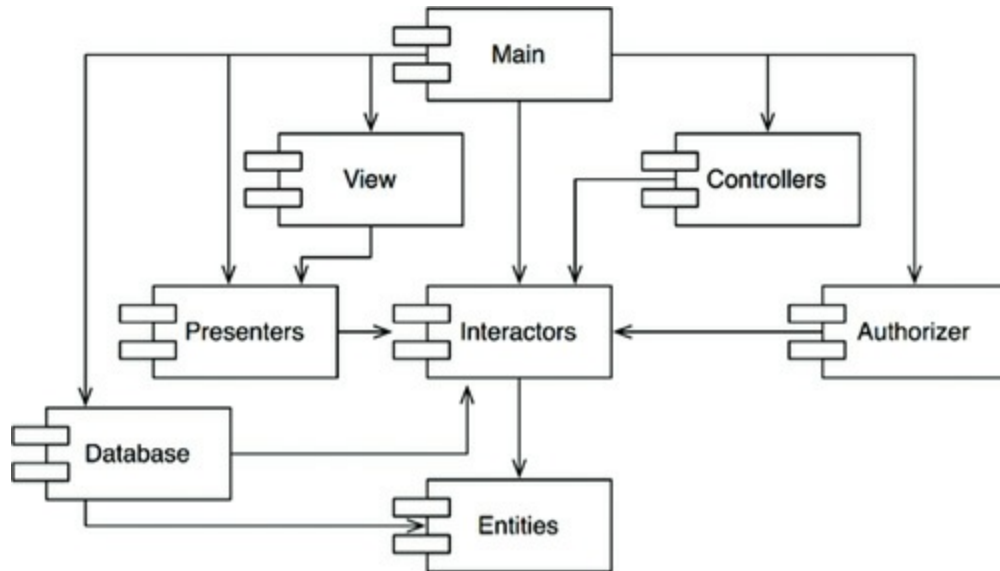 Main
View
Controllers
Presenters
Interactors
Authorizer
Database
Entities